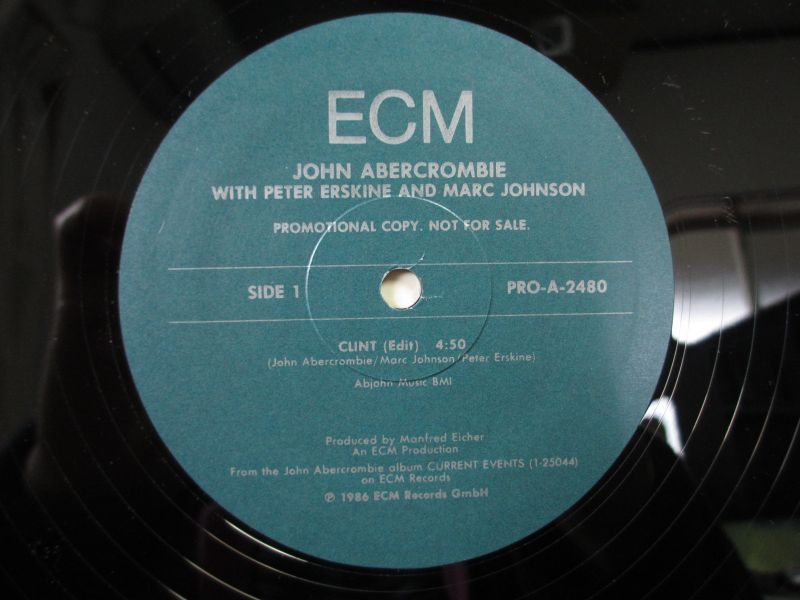 ECM
JOHN ABERCROMBIE
WITH PETER ERSKINE AND MARC JOHNSON
PROMOTIONAL COPY. NOT FOR SALE.
SIDE 1
PRO-A-2480
CLINT (Edit) 4:50
(John Abercrombie/Marc Johnson/Peter Erskine)
Abjohn Music BMI
Produced by Manfred Eicher
An ECM Production
From the John Abercrombie album CURRENT EVENTS (1-25044)
on ECM Records
℗ 1986 ECM Records GmbH